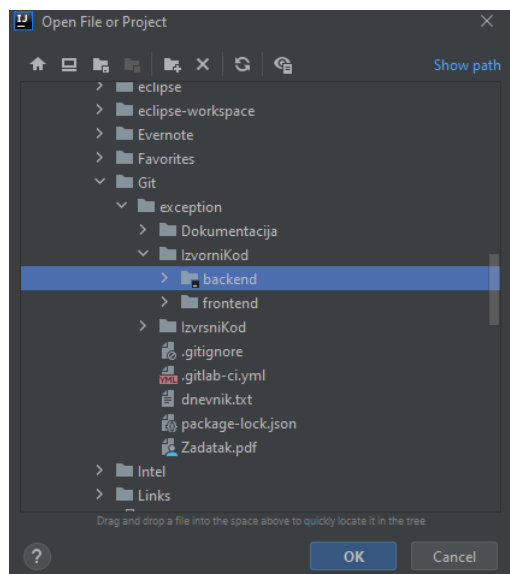 IJ Open File or Project
Show path
eclipse
eclipse-workspace
Evernote
Favorites
Git
exception
Dokumentacija
IzvorniKod
backend
frontend
IzvrsniKod
.gitignore
YML .gitlab-ci.yml
dnevnik.txt
package-lock.json
Zadatak.pdf
Intel
Links
Drag and drop a file into the space above to quickly locate it in the tree
? OK Cancel